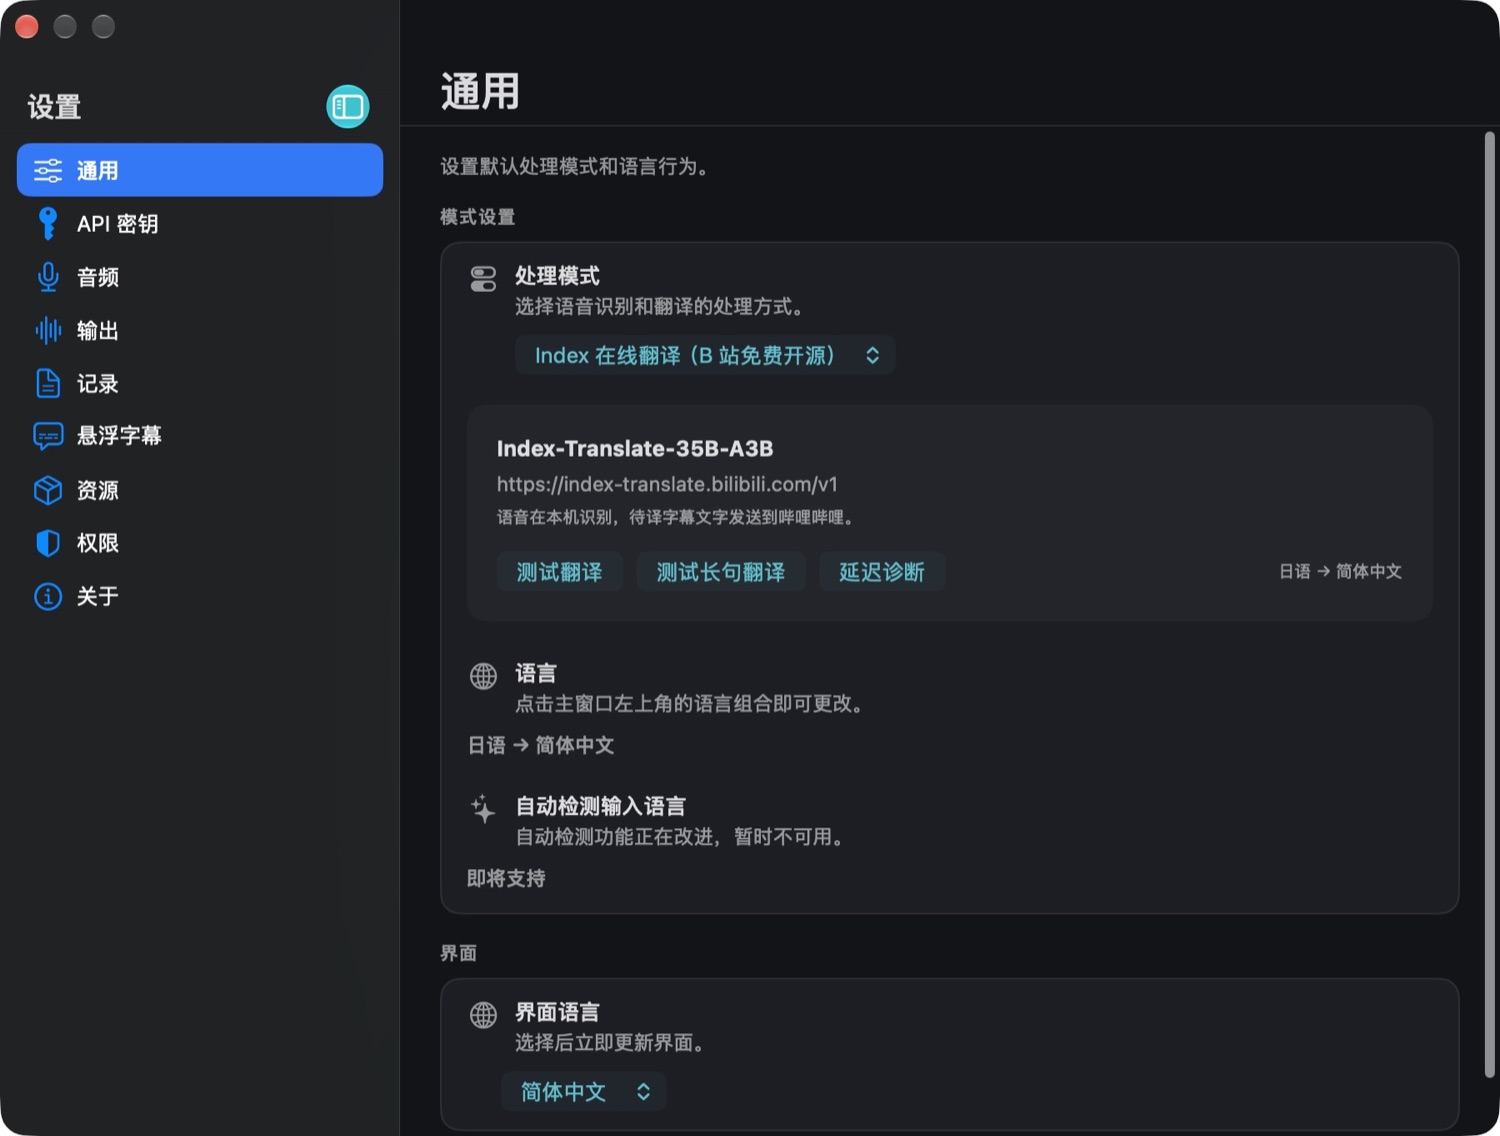 设置
通用
API 密钥
音频
输出
记录
悬浮字幕
资源
权限
关于
通用
设置默认处理模式和语言行为。
模式设置
处理模式
选择语音识别和翻译的处理方式。
Index 在线翻译（B 站免费开源）
Index-Translate-35B-A3B
https://index-translate.bilibili.com/v1
语音在本机识别，待译字幕文字发送到哔哩哔哩。
测试翻译 测试长句翻译 延迟诊断 日语 → 简体中文
语言
点击主窗口左上角的语言组合即可更改。
日语 → 简体中文
自动检测输入语言
自动检测功能正在改进，暂时不可用。
即将支持
界面
界面语言
选择后立即更新界面。
简体中文